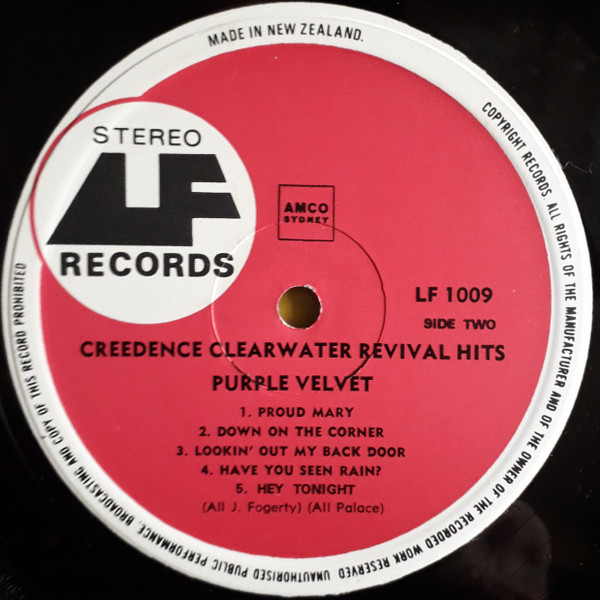 MADE IN NEW ZEALAND.
COPYRIGHT RECORDS. ALL RIGHTS OF THE MANUFACTURER AND OF THE OWNER OF THE RECORDED WORK RESERVED. UNAUTHORISED PUBLIC PERFORMANCE, BROADCASTING AND COPY OF THIS RECORD PROHIBITED
STEREO
LF
RECORDS
AMCO
SYDNEY
LF 1009
SIDE TWO
CREEDENCE CLEARWATER REVIVAL HITS
PURPLE VELVET
1. PROUD MARY
2. DOWN ON THE CORNER
3. LOOKIN' OUT MY BACK DOOR
4. HAVE YOU SEEN RAIN?
5. HEY TONIGHT
(All J. Fogerty) (All Palace)